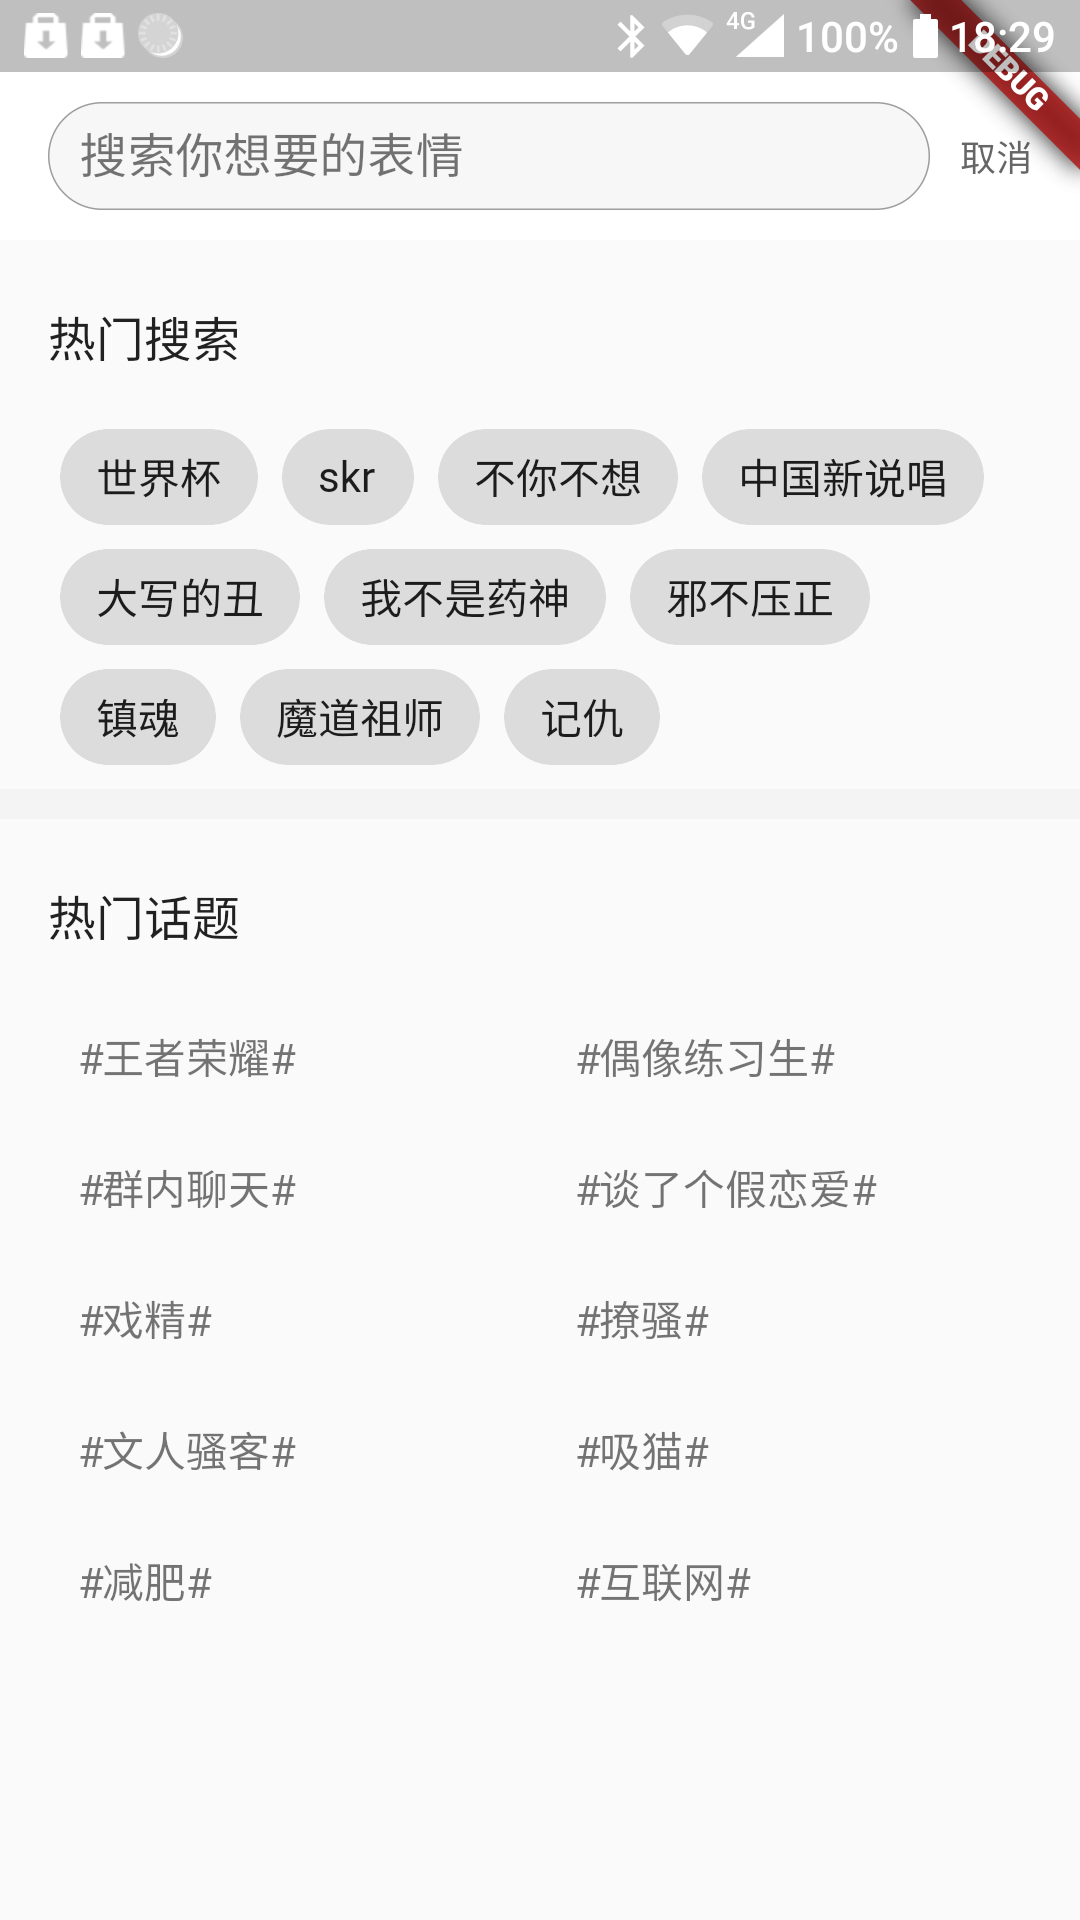 4G 100% 18:29
DEBUG
搜索你想要的表情 取消
热门搜索
世界杯 skr 不你不想 中国新说唱
大写的丑 我不是药神 邪不压正
镇魂 魔道祖师 记仇
热门话题
#王者荣耀# #偶像练习生#
#群内聊天# #谈了个假恋爱#
#戏精# #撩骚#
#文人骚客# #吸猫#
#减肥# #互联网#